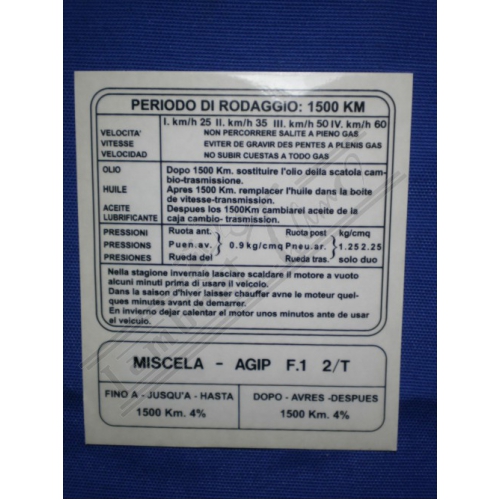 PERIODO DI RODAGGIO: 1500 KM
I. km/h 25 II. km/h 35 III. km/h 50 IV. km/h 60
VELOCITA' NON PERCORRERE SALITE A PIENO GAS
VITESSE EVITER DE GRAVIR DES PENTES A PLENIS GAS
VELOCIDAD NO SUBIR CUESTAS A TODO GAS
OLIO Dopo 1500 Km. sostituire l'olio della scatola cam-
bio-trasmissione.
HUILE Apres 1500 Km. remplacer l'huile dans la boite
de vitesse-transmission.
ACEITE Despues los 1500Km cambiarel aceite de la
LUBRIFICANTE caja cambio- trasmision.
PRESSIONI Ruota ant. Ruota post kg/cmq
PRESSIONS Puen.av. 0.9kg/cmq Pneu.ar. 1.25 2.25
PRESIONES Rueda del Rueda tras. solo duo
Nella stagione invernale lasciare scaldare il motore a vuoto
alcuni minuti prima di usare il veicolo.
Dans la saison d'hiver laisser chauffer avne le moteur quel-
ques minutes avant de demarrer.
En invierno dejar calentar el motor unos minutos ante de usar
el veiculo.
MISCELA - AGIP F.1 2/T
FINO A - JUSQU'A - HASTA
1500 Km. 4%
DOPO - AVRES -DESPUES
1500 Km. 4%